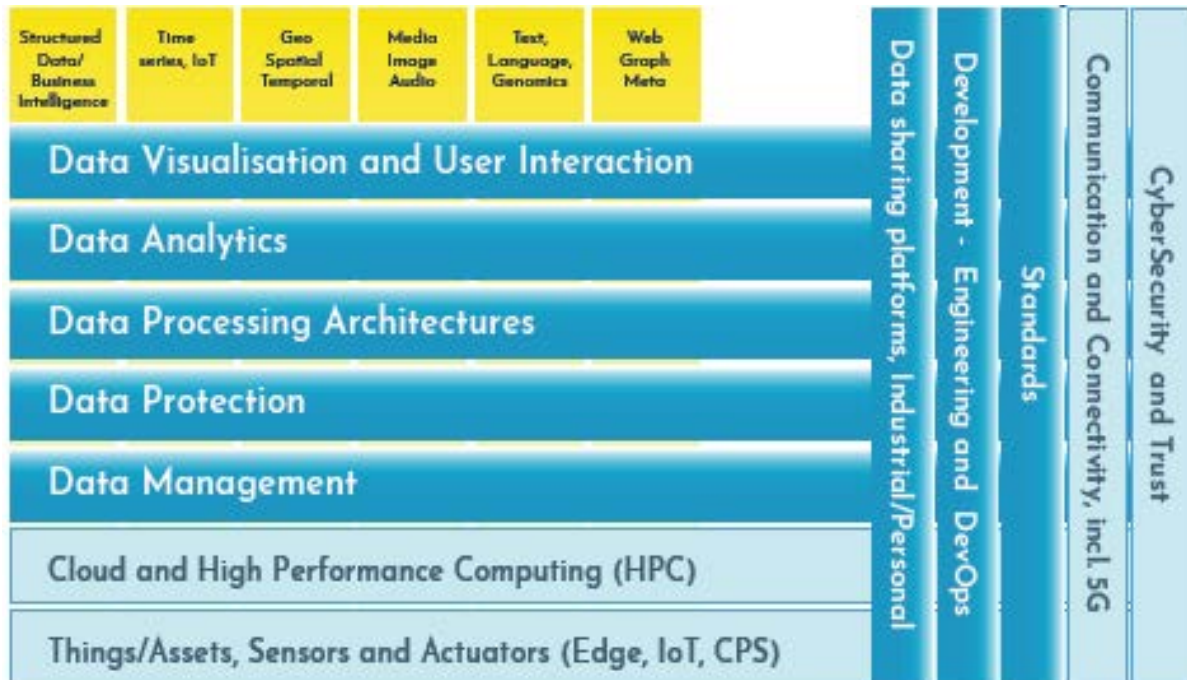 Structured
Data/
Business
Intelligence
Time
series, IoT
Geo
Spatial
Temporal
Media
Image
Audio
Text,
Language,
Genomics
Web
Graph
Meta
Data Visualisation and User Interaction
Data Analytics
Data Processing Architectures
Data Protection
Data Management
Cloud and High Performance Computing (HPC)
Things/Assets, Sensors and Actuators (Edge, IoT, CPS)
Data sharing platforms, Industrial/Personal
Development - Engineering and DevOps
Standards
Communication and Connectivity, incl. 5G
CyberSecurity and Trust